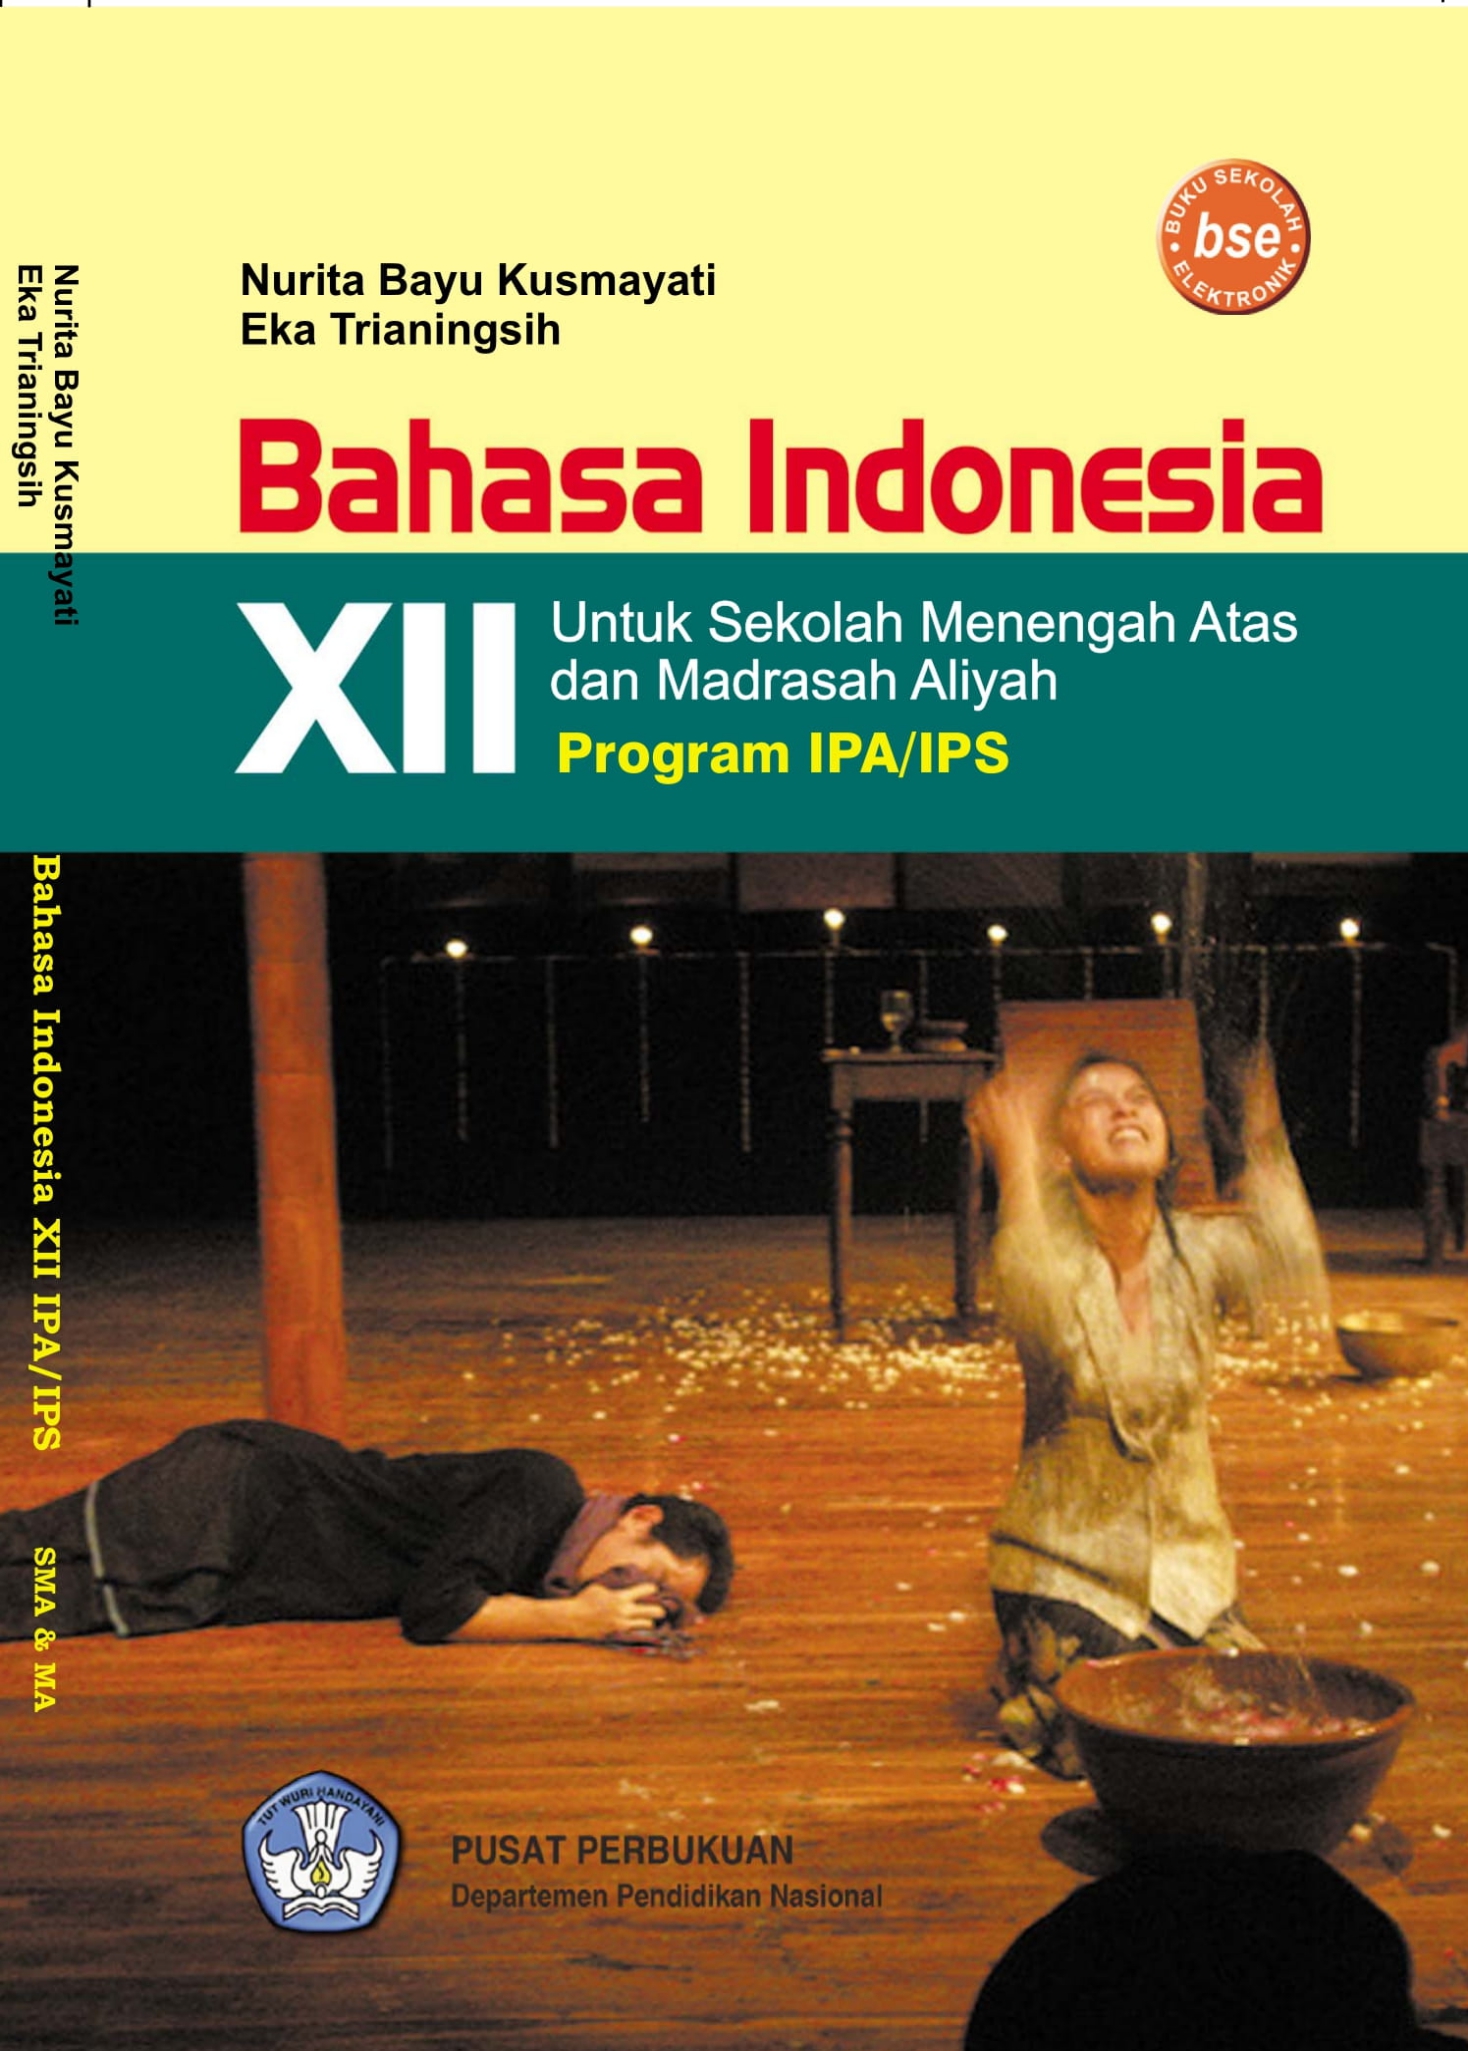 Nurita Bayu Kusmayati
Eka Trianingsih
BUKU SEKOLAH
bse
ELEKTRONIK
Nurita Bayu Kusmayati
Eka Trianingsih
Bahasa Indonesia
XII
Untuk Sekolah Menengah Atas
dan Madrasah Aliyah
Program IPA/IPS
Bahasa Indonesia XII IPA/IPS
SMA & MA
TUT WURI HANDAYANI
PUSAT PERBUKUAN
Departemen Pendidikan Nasional